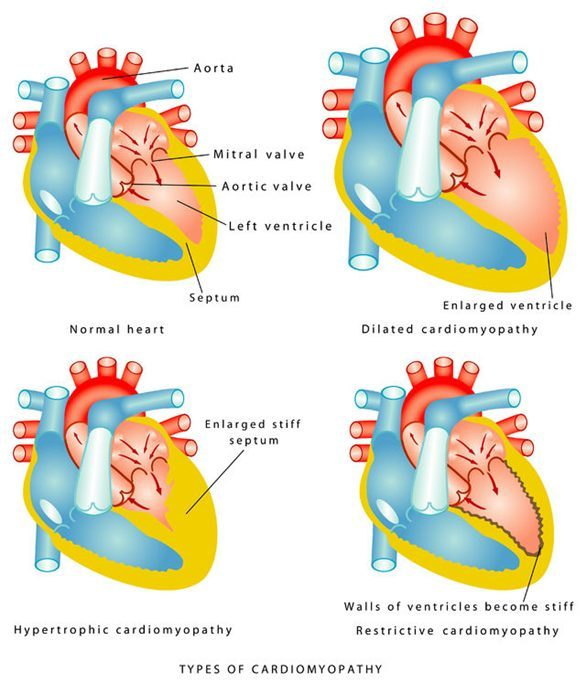 Aorta
Mitral valve
Aortic valve
Left ventricle
Septum
Normal heart
Enlarged ventricle
Dilated cardiomyopathy
Enlarged stiff
septum
Hypertrophic cardiomyopathy
Walls of ventricles become stiff
Restrictive cardiomyopathy
TYPES OF CARDIOMYOPATHY